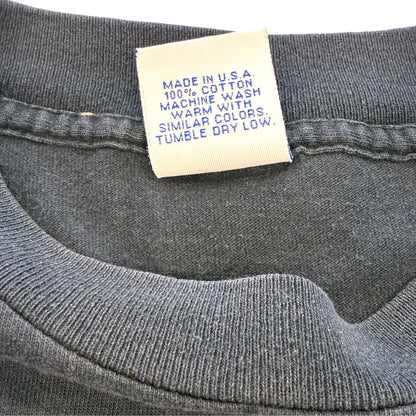 MADE IN U.S.A.
100% COTTON
MACHINE WASH
WARM WITH
SIMILAR COLORS.
TUMBLE DRY LOW.